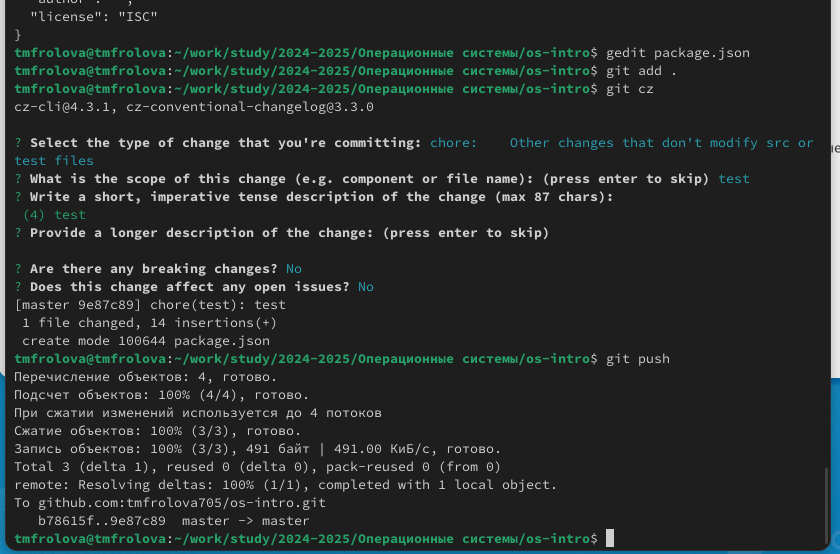 "license": "ISC"
}
tmfrolova@tmfrolova:~/work/study/2024-2025/Операционные системы/os-intro$ gedit package.json
tmfrolova@tmfrolova:~/work/study/2024-2025/Операционные системы/os-intro$ git add .
tmfrolova@tmfrolova:~/work/study/2024-2025/Операционные системы/os-intro$ git cz
cz-cli@4.3.1, cz-conventional-changelog@3.3.0
? Select the type of change that you're committing: chore:    Other changes that don't modify src or
test files
? What is the scope of this change (e.g. component or file name): (press enter to skip) test
? Write a short, imperative tense description of the change (max 87 chars):
(4) test
? Provide a longer description of the change: (press enter to skip)
? Are there any breaking changes? No
? Does this change affect any open issues? No
[master 9e87c89] chore(test): test
1 file changed, 14 insertions(+)
create mode 100644 package.json
tmfrolova@tmfrolova:~/work/study/2024-2025/Операционные системы/os-intro$ git push
Перечисление объектов: 4, готово.
Подсчет объектов: 100% (4/4), готово.
При сжатии изменений используется до 4 потоков
Сжатие объектов: 100% (3/3), готово.
Запись объектов: 100% (3/3), 491 байт | 491.00 КиБ/с, готово.
Total 3 (delta 1), reused 0 (delta 0), pack-reused 0 (from 0)
remote: Resolving deltas: 100% (1/1), completed with 1 local object.
To github.com:tmfrolova705/os-intro.git
b78615f..9e87c89  master -> master
tmfrolova@tmfrolova:~/work/study/2024-2025/Операционные системы/os-intro$